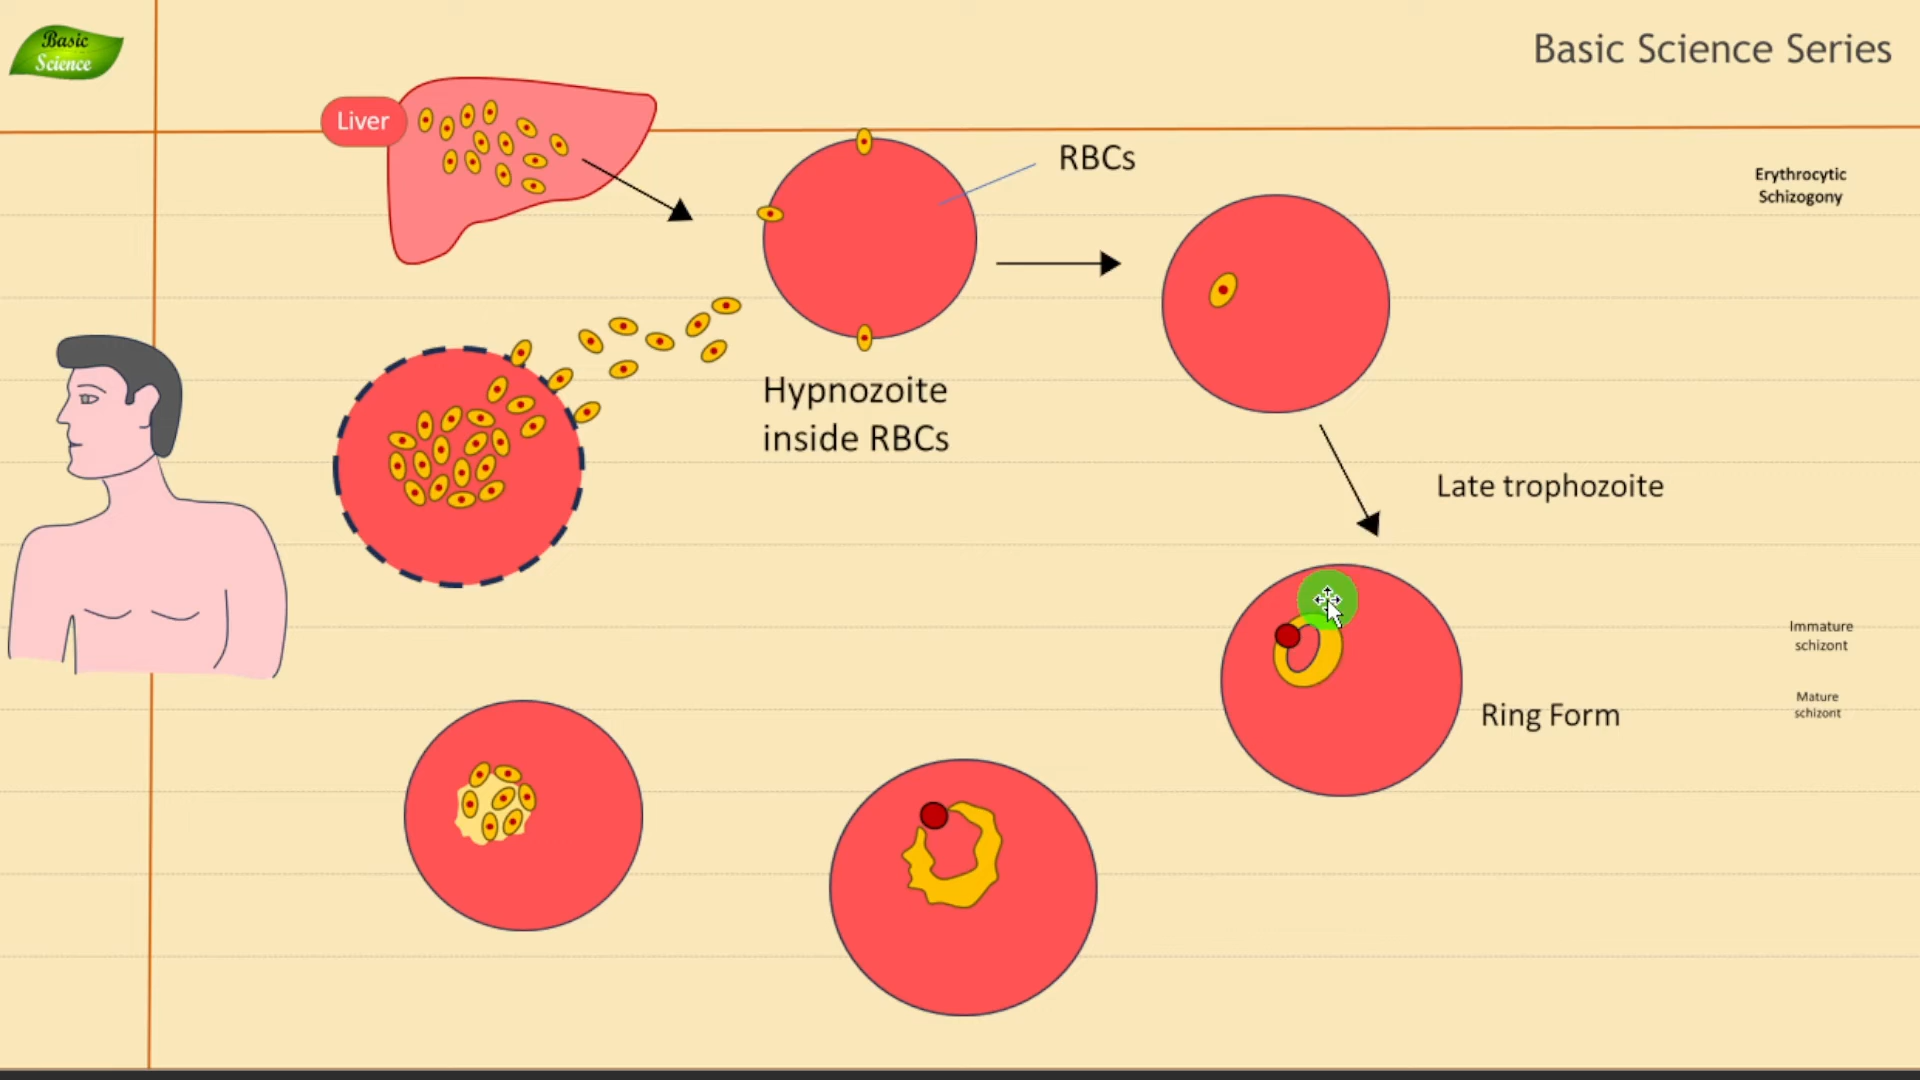 Basic
Science
Basic Science Series
Liver
RBCs
Erythrocytic
Schizogony
Hypnozoite
inside RBCs
Late trophozoite
Immature
schizont
Mature
schizont
Ring Form